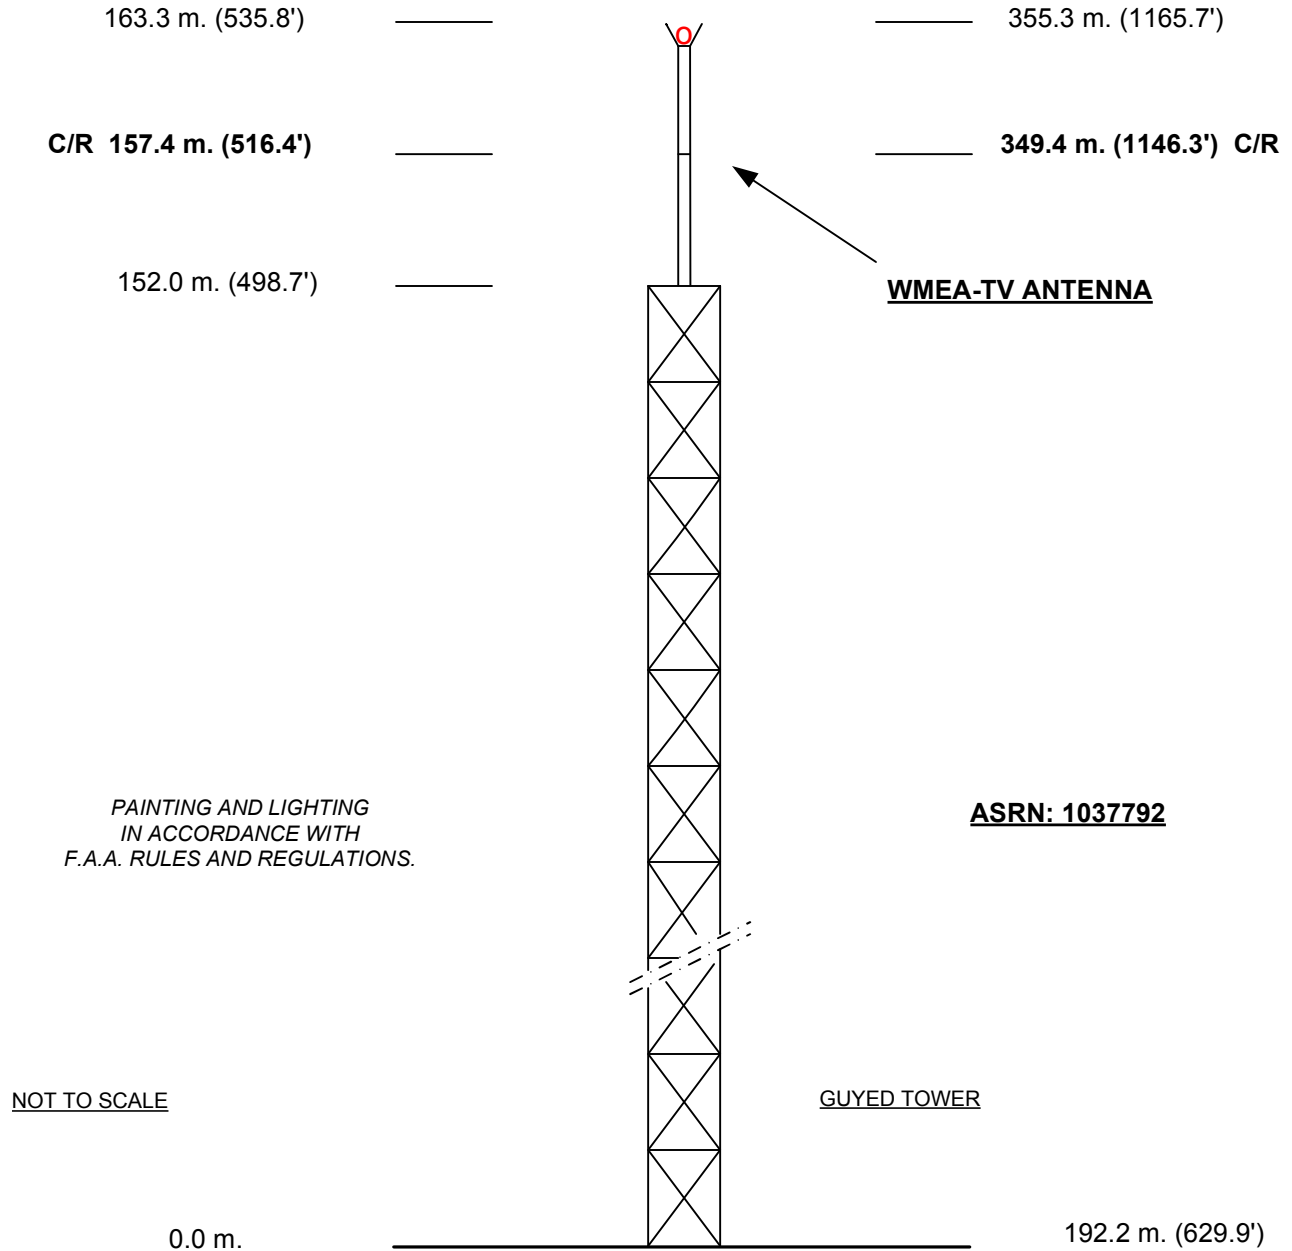 163.3 m. (535.8')
355.3 m. (1165.7')
O
C/R 157.4 m. (516.4')
349.4 m. (1146.3') C/R
152.0 m. (498.7')
WMEA-TV ANTENNA
PAINTING AND LIGHTING
IN ACCORDANCE WITH
F.A.A. RULES AND REGULATIONS.
ASRN: 1037792
NOT TO SCALE
GUYED TOWER
0.0 m.
192.2 m. (629.9')